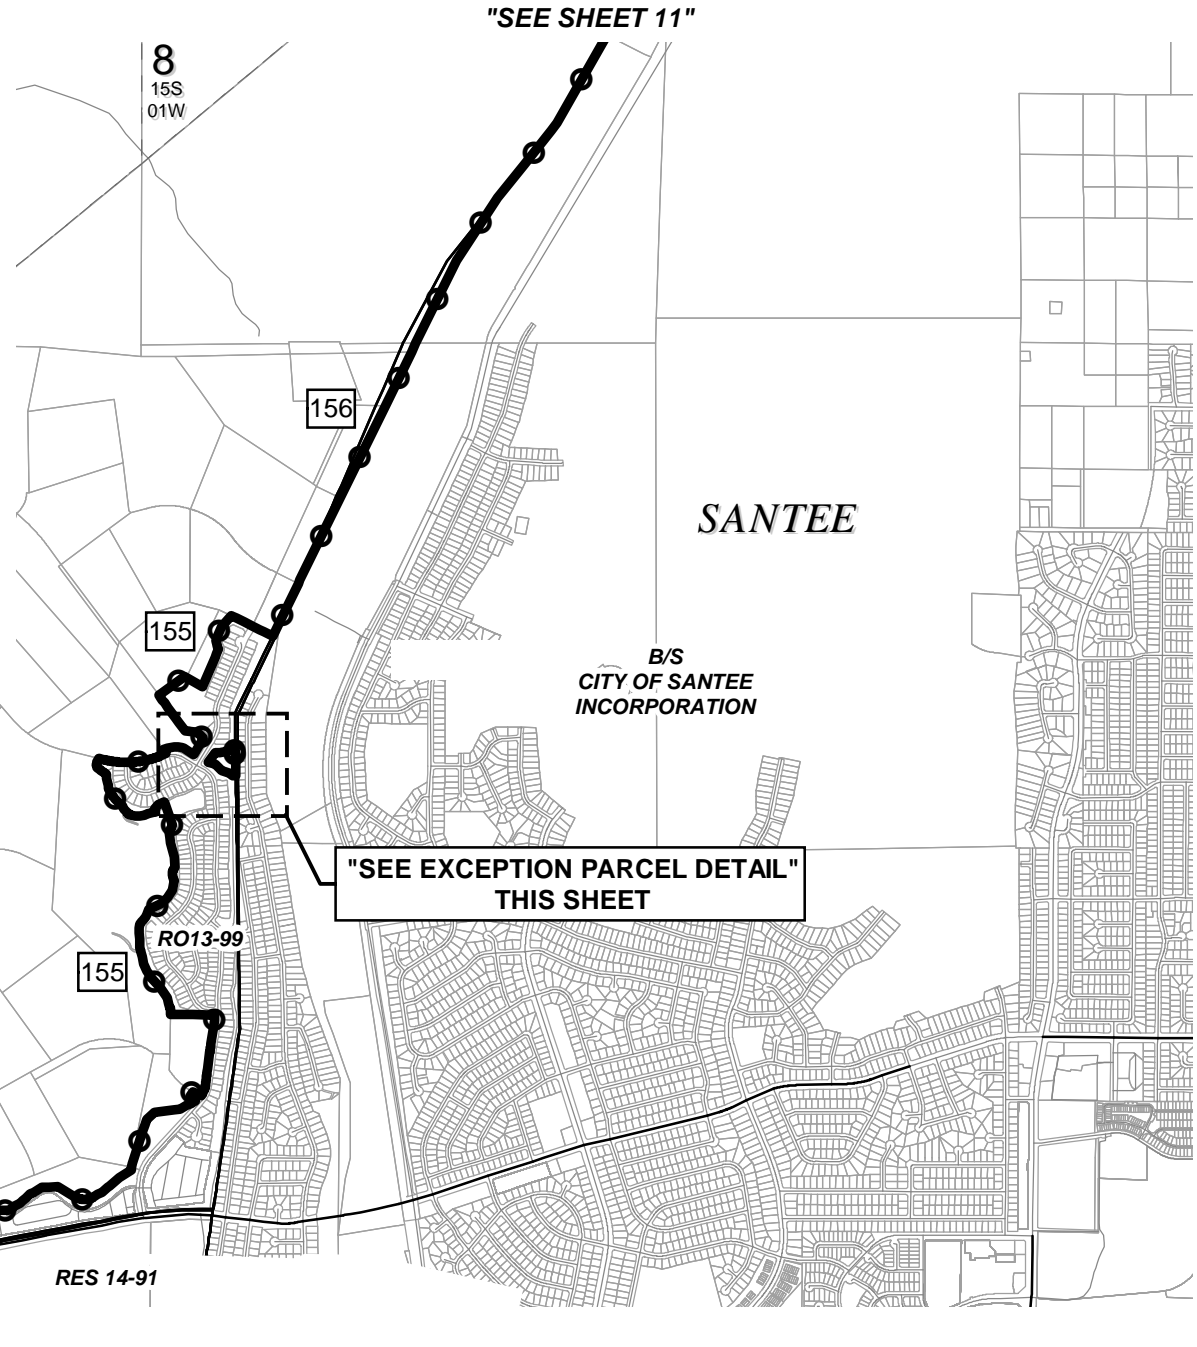 "SEE SHEET 11"
8
15S
01W
156
SANTEE
155
B/S
CITY OF SANTEE
INCORPORATION
"SEE EXCEPTION PARCEL DETAIL"
THIS SHEET
RO13-99
155
RES 14-91